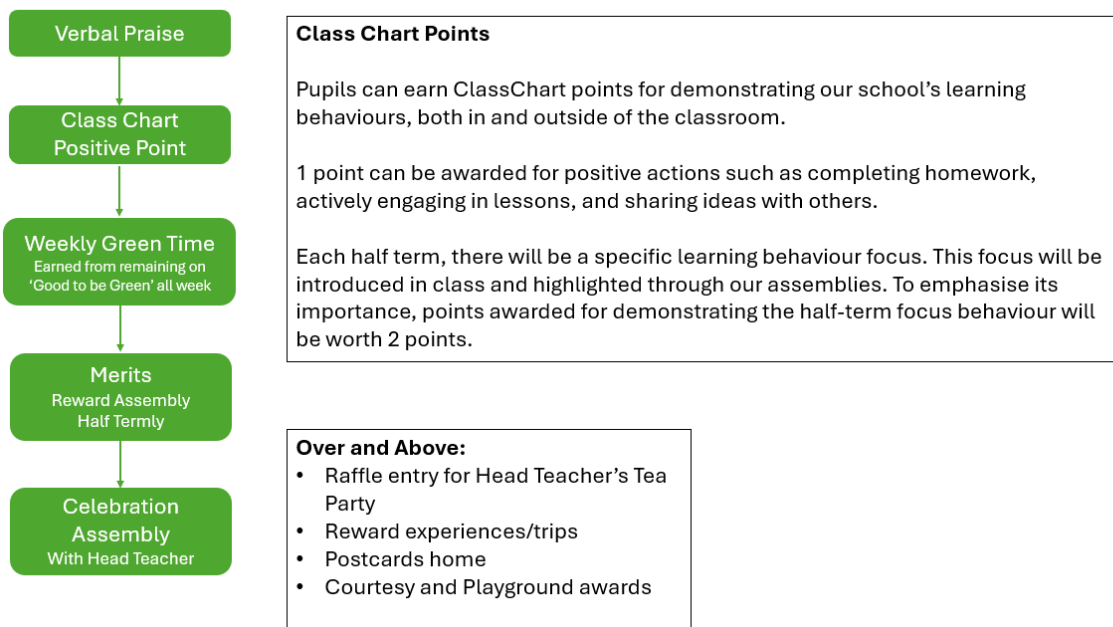 Verbal Praise
Class Chart
Positive Point
Weekly Green Time
Earned from remaining on
‘Good to be Green’ all week
Merits
Reward Assembly
Half Termly
Celebration
Assembly
With Head Teacher
Class Chart Points
Pupils can earn ClassChart points for demonstrating our school’s learning
behaviours, both in and outside of the classroom.
1 point can be awarded for positive actions such as completing homework,
actively engaging in lessons, and sharing ideas with others.
Each half term, there will be a specific learning behaviour focus. This focus will be
introduced in class and highlighted through our assemblies. To emphasise its
importance, points awarded for demonstrating the half-term focus behaviour will
be worth 2 points.
Over and Above:
• Raffle entry for Head Teacher’s Tea
Party
• Reward experiences/trips
• Postcards home
• Courtesy and Playground awards